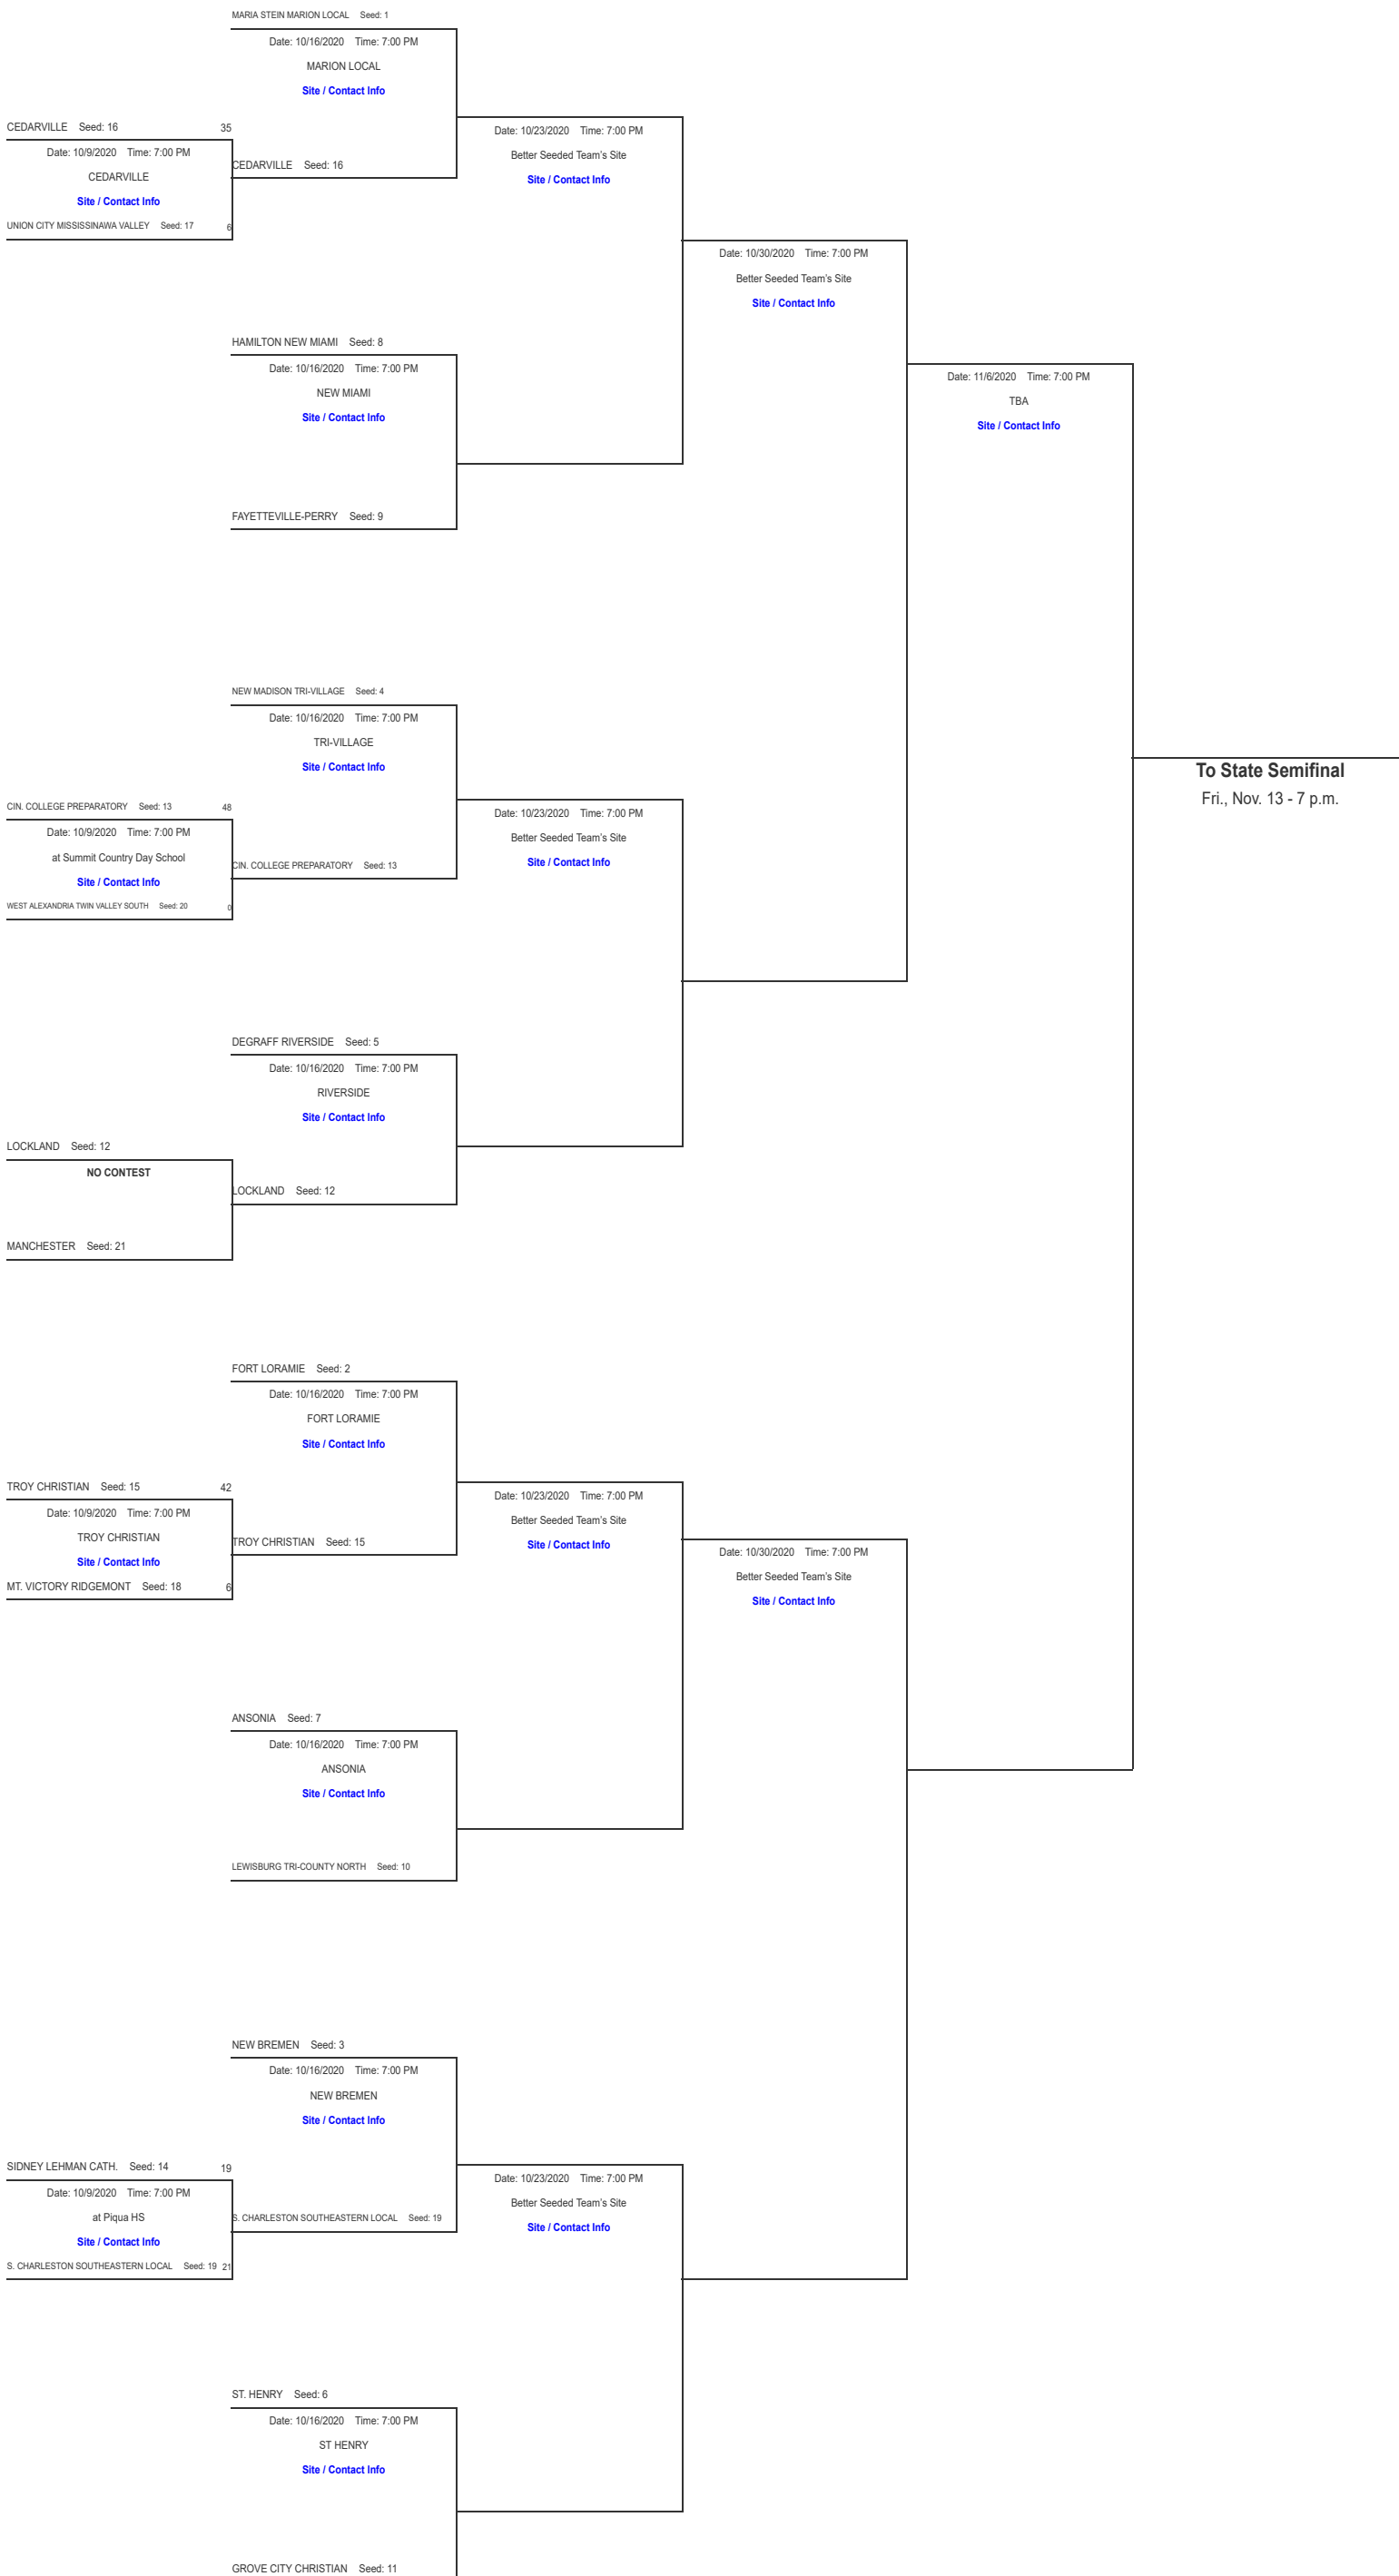 MARIA STEIN MARION LOCAL Seed: 1
Date: 10/16/2020 Time: 7:00 PM
MARION LOCAL
Site / Contact Info
CEDARVILLE Seed: 16 35
Date: 10/9/2020 Time: 7:00 PM
CEDARVILLE
Site / Contact Info
UNION CITY MISSISSINAWA VALLEY Seed: 17 6
CEDARVILLE Seed: 16
Date: 10/23/2020 Time: 7:00 PM
Better Seeded Team's Site
Site / Contact Info
Date: 10/30/2020 Time: 7:00 PM
Better Seeded Team's Site
Site / Contact Info
HAMILTON NEW MIAMI Seed: 8
Date: 10/16/2020 Time: 7:00 PM
NEW MIAMI
Site / Contact Info
FAYETTEVILLE-PERRY Seed: 9
Date: 11/6/2020 Time: 7:00 PM
TBA
Site / Contact Info
NEW MADISON TRI-VILLAGE Seed: 4
Date: 10/16/2020 Time: 7:00 PM
TRI-VILLAGE
Site / Contact Info
CIN. COLLEGE PREPARATORY Seed: 13 48
Date: 10/9/2020 Time: 7:00 PM
at Summit Country Day School
Site / Contact Info
WEST ALEXANDRIA TWIN VALLEY SOUTH Seed: 20 0
CIN. COLLEGE PREPARATORY Seed: 13
Date: 10/23/2020 Time: 7:00 PM
Better Seeded Team's Site
Site / Contact Info
To State Semifinal
Fri., Nov. 13 - 7 p.m.
DEGRAFF RIVERSIDE Seed: 5
Date: 10/16/2020 Time: 7:00 PM
RIVERSIDE
Site / Contact Info
LOCKLAND Seed: 12
NO CONTEST
MANCHESTER Seed: 21
LOCKLAND Seed: 12
FORT LORAMIE Seed: 2
Date: 10/16/2020 Time: 7:00 PM
FORT LORAMIE
Site / Contact Info
TROY CHRISTIAN Seed: 15 42
Date: 10/9/2020 Time: 7:00 PM
TROY CHRISTIAN
Site / Contact Info
MT. VICTORY RIDGEMONT Seed: 18 6
TROY CHRISTIAN Seed: 15
Date: 10/23/2020 Time: 7:00 PM
Better Seeded Team's Site
Site / Contact Info
Date: 10/30/2020 Time: 7:00 PM
Better Seeded Team's Site
Site / Contact Info
ANSONIA Seed: 7
Date: 10/16/2020 Time: 7:00 PM
ANSONIA
Site / Contact Info
LEWISBURG TRI-COUNTY NORTH Seed: 10
NEW BREMEN Seed: 3
Date: 10/16/2020 Time: 7:00 PM
NEW BREMEN
Site / Contact Info
SIDNEY LEHMAN CATH. Seed: 14 19
Date: 10/9/2020 Time: 7:00 PM
at Piqua HS
Site / Contact Info
S. CHARLESTON SOUTHEASTERN LOCAL Seed: 19 21
S. CHARLESTON SOUTHEASTERN LOCAL Seed: 19
Date: 10/23/2020 Time: 7:00 PM
Better Seeded Team's Site
Site / Contact Info
ST. HENRY Seed: 6
Date: 10/16/2020 Time: 7:00 PM
ST HENRY
Site / Contact Info
GROVE CITY CHRISTIAN Seed: 11